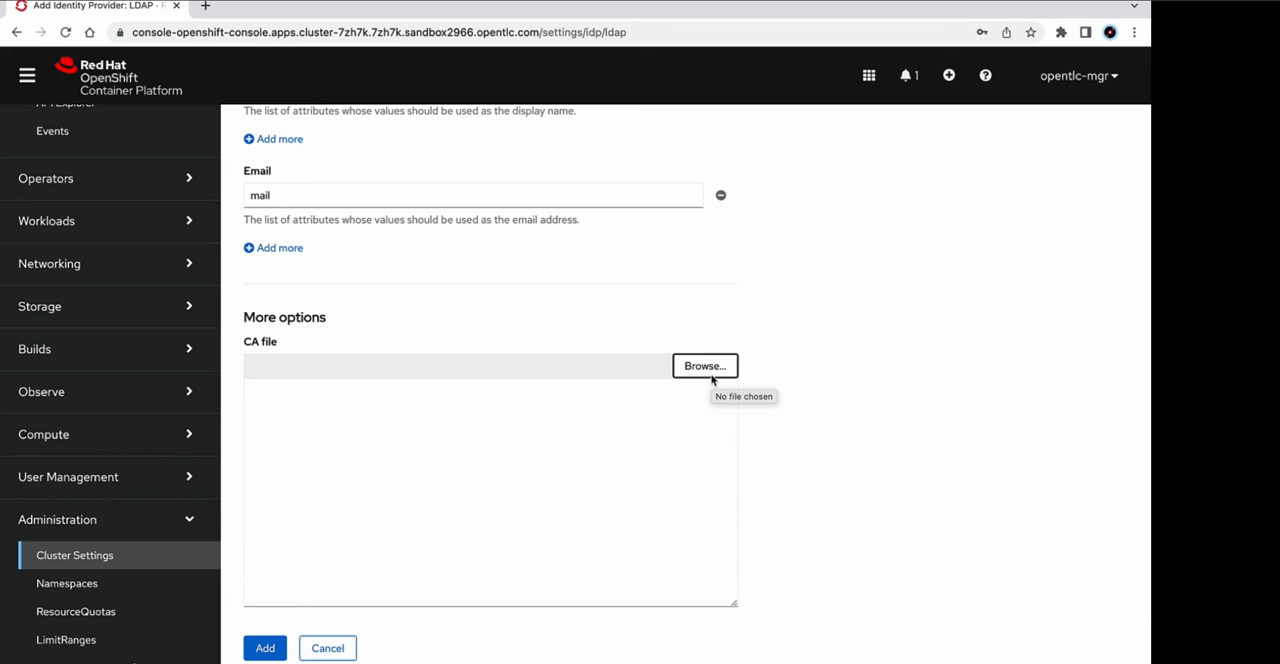 Add Identity Provider: LDAP - R
console-openshift-console.apps.cluster-7zh7k.7zh7k.sandbox2966.opentlc.com/settings/idp/ldap
Red Hat
OpenShift
Container Platform
1
opentlc-mgr
API Explorer
Events
Operators
Workloads
Networking
Storage
Builds
Observe
Compute
User Management
Administration
Cluster Settings
Namespaces
ResourceQuotas
LimitRanges
The list of attributes whose values should be used as the display name.
Add more
Email
mail
The list of attributes whose values should be used as the email address.
Add more
More options
CA file
Browse...
No file chosen
Add
Cancel